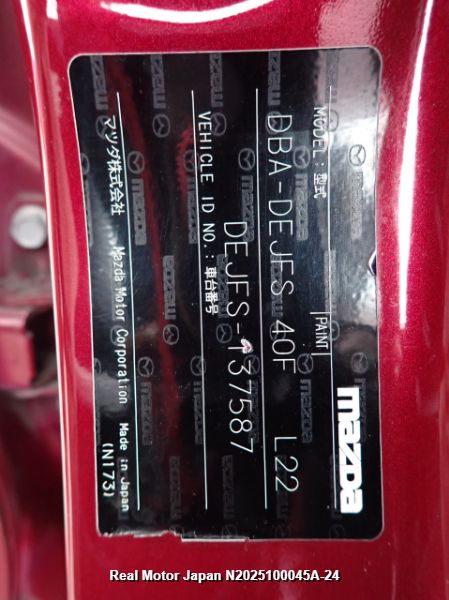 mazda
MODEL:型式 |PAINT|
DBA-DEJFS 40F L22
VEHICLE ID NO.:車台番号
DEJFS-137587
マツダ株式会社 Mazda Motor Corporation Made in Japan
(N173)
Real Motor Japan N2025100045A-24